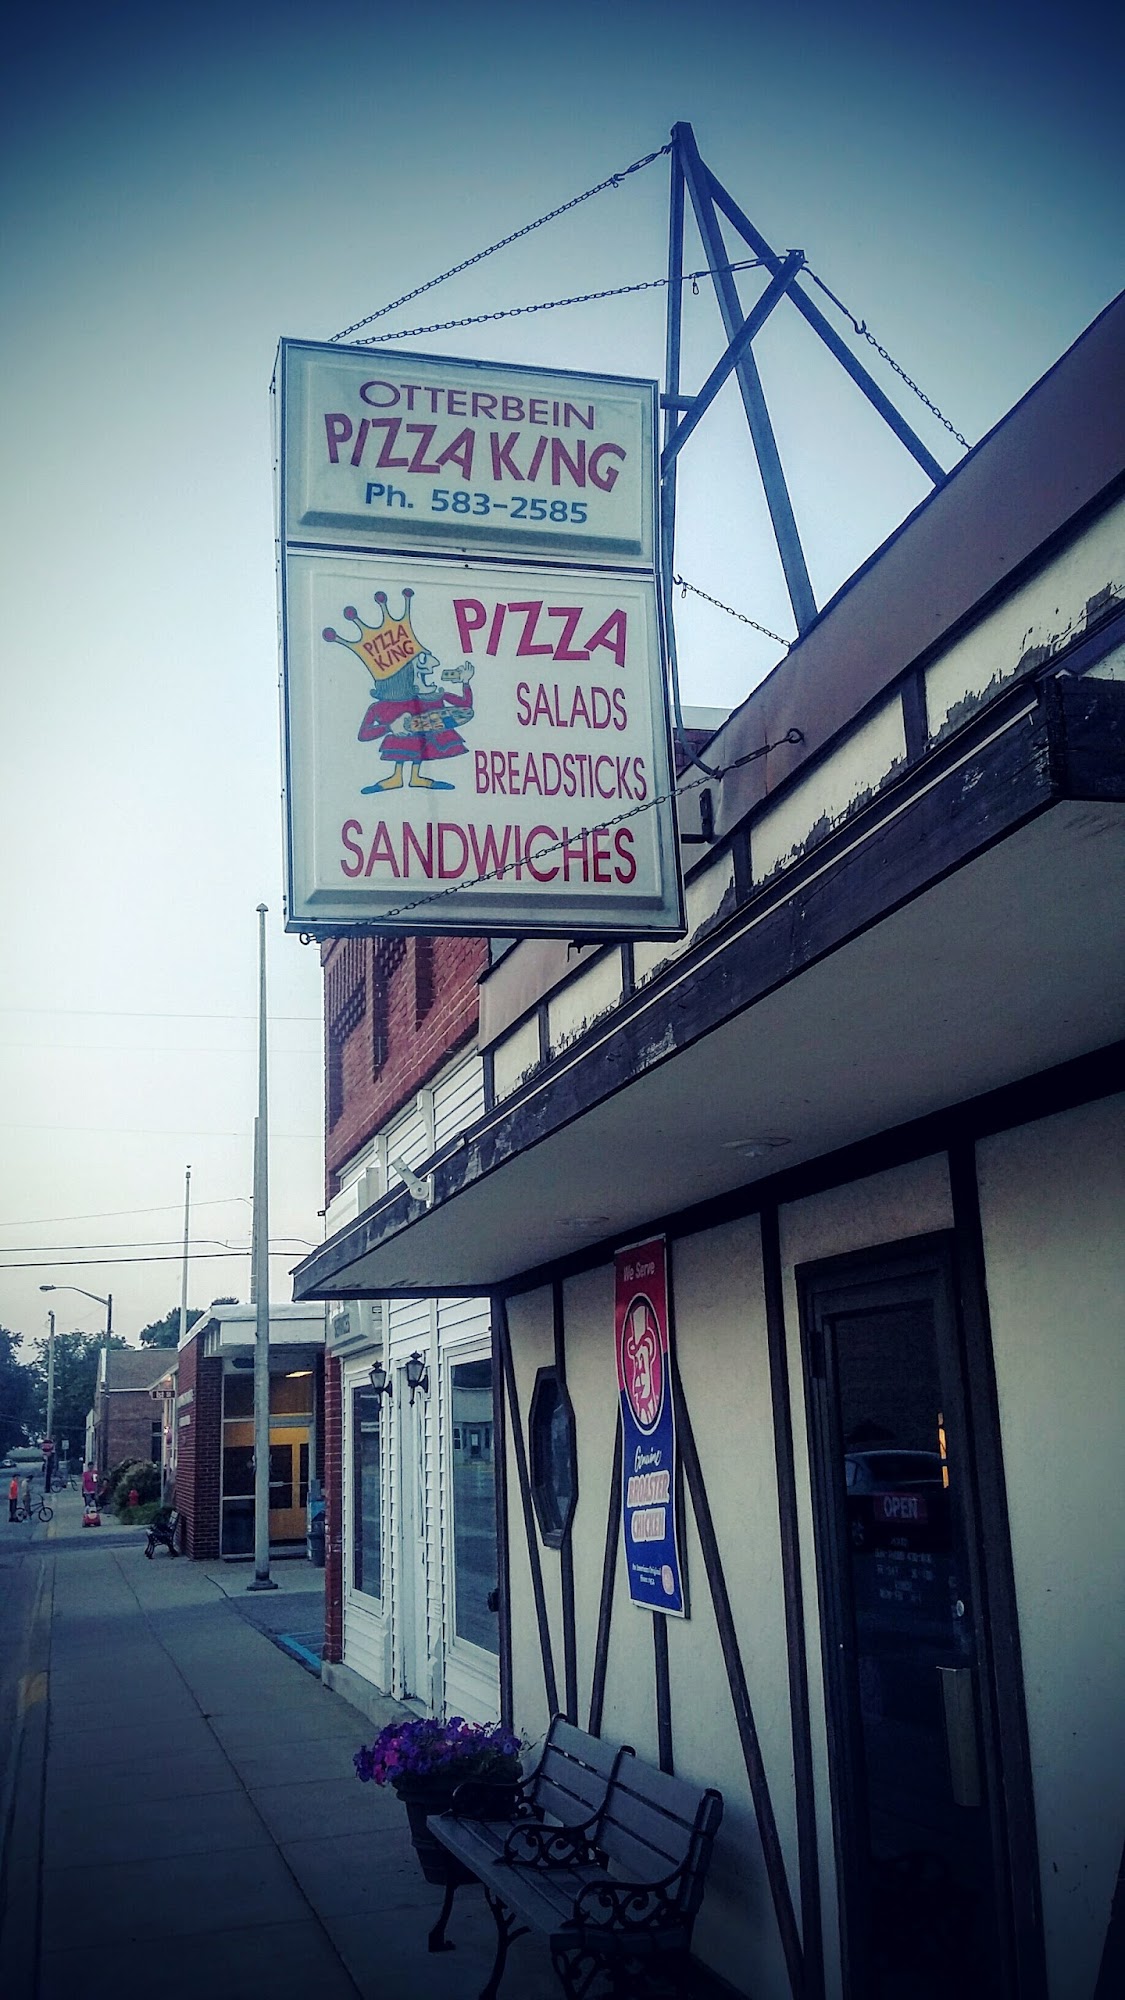 OTTERBEIN
PIZZA KING
Ph. 583-2585
PIZZA
KING
PIZZA
SALADS
BREADSTICKS
SANDWICHES
We Serve
Genuine
BROASTER
CHICKEN
OPEN